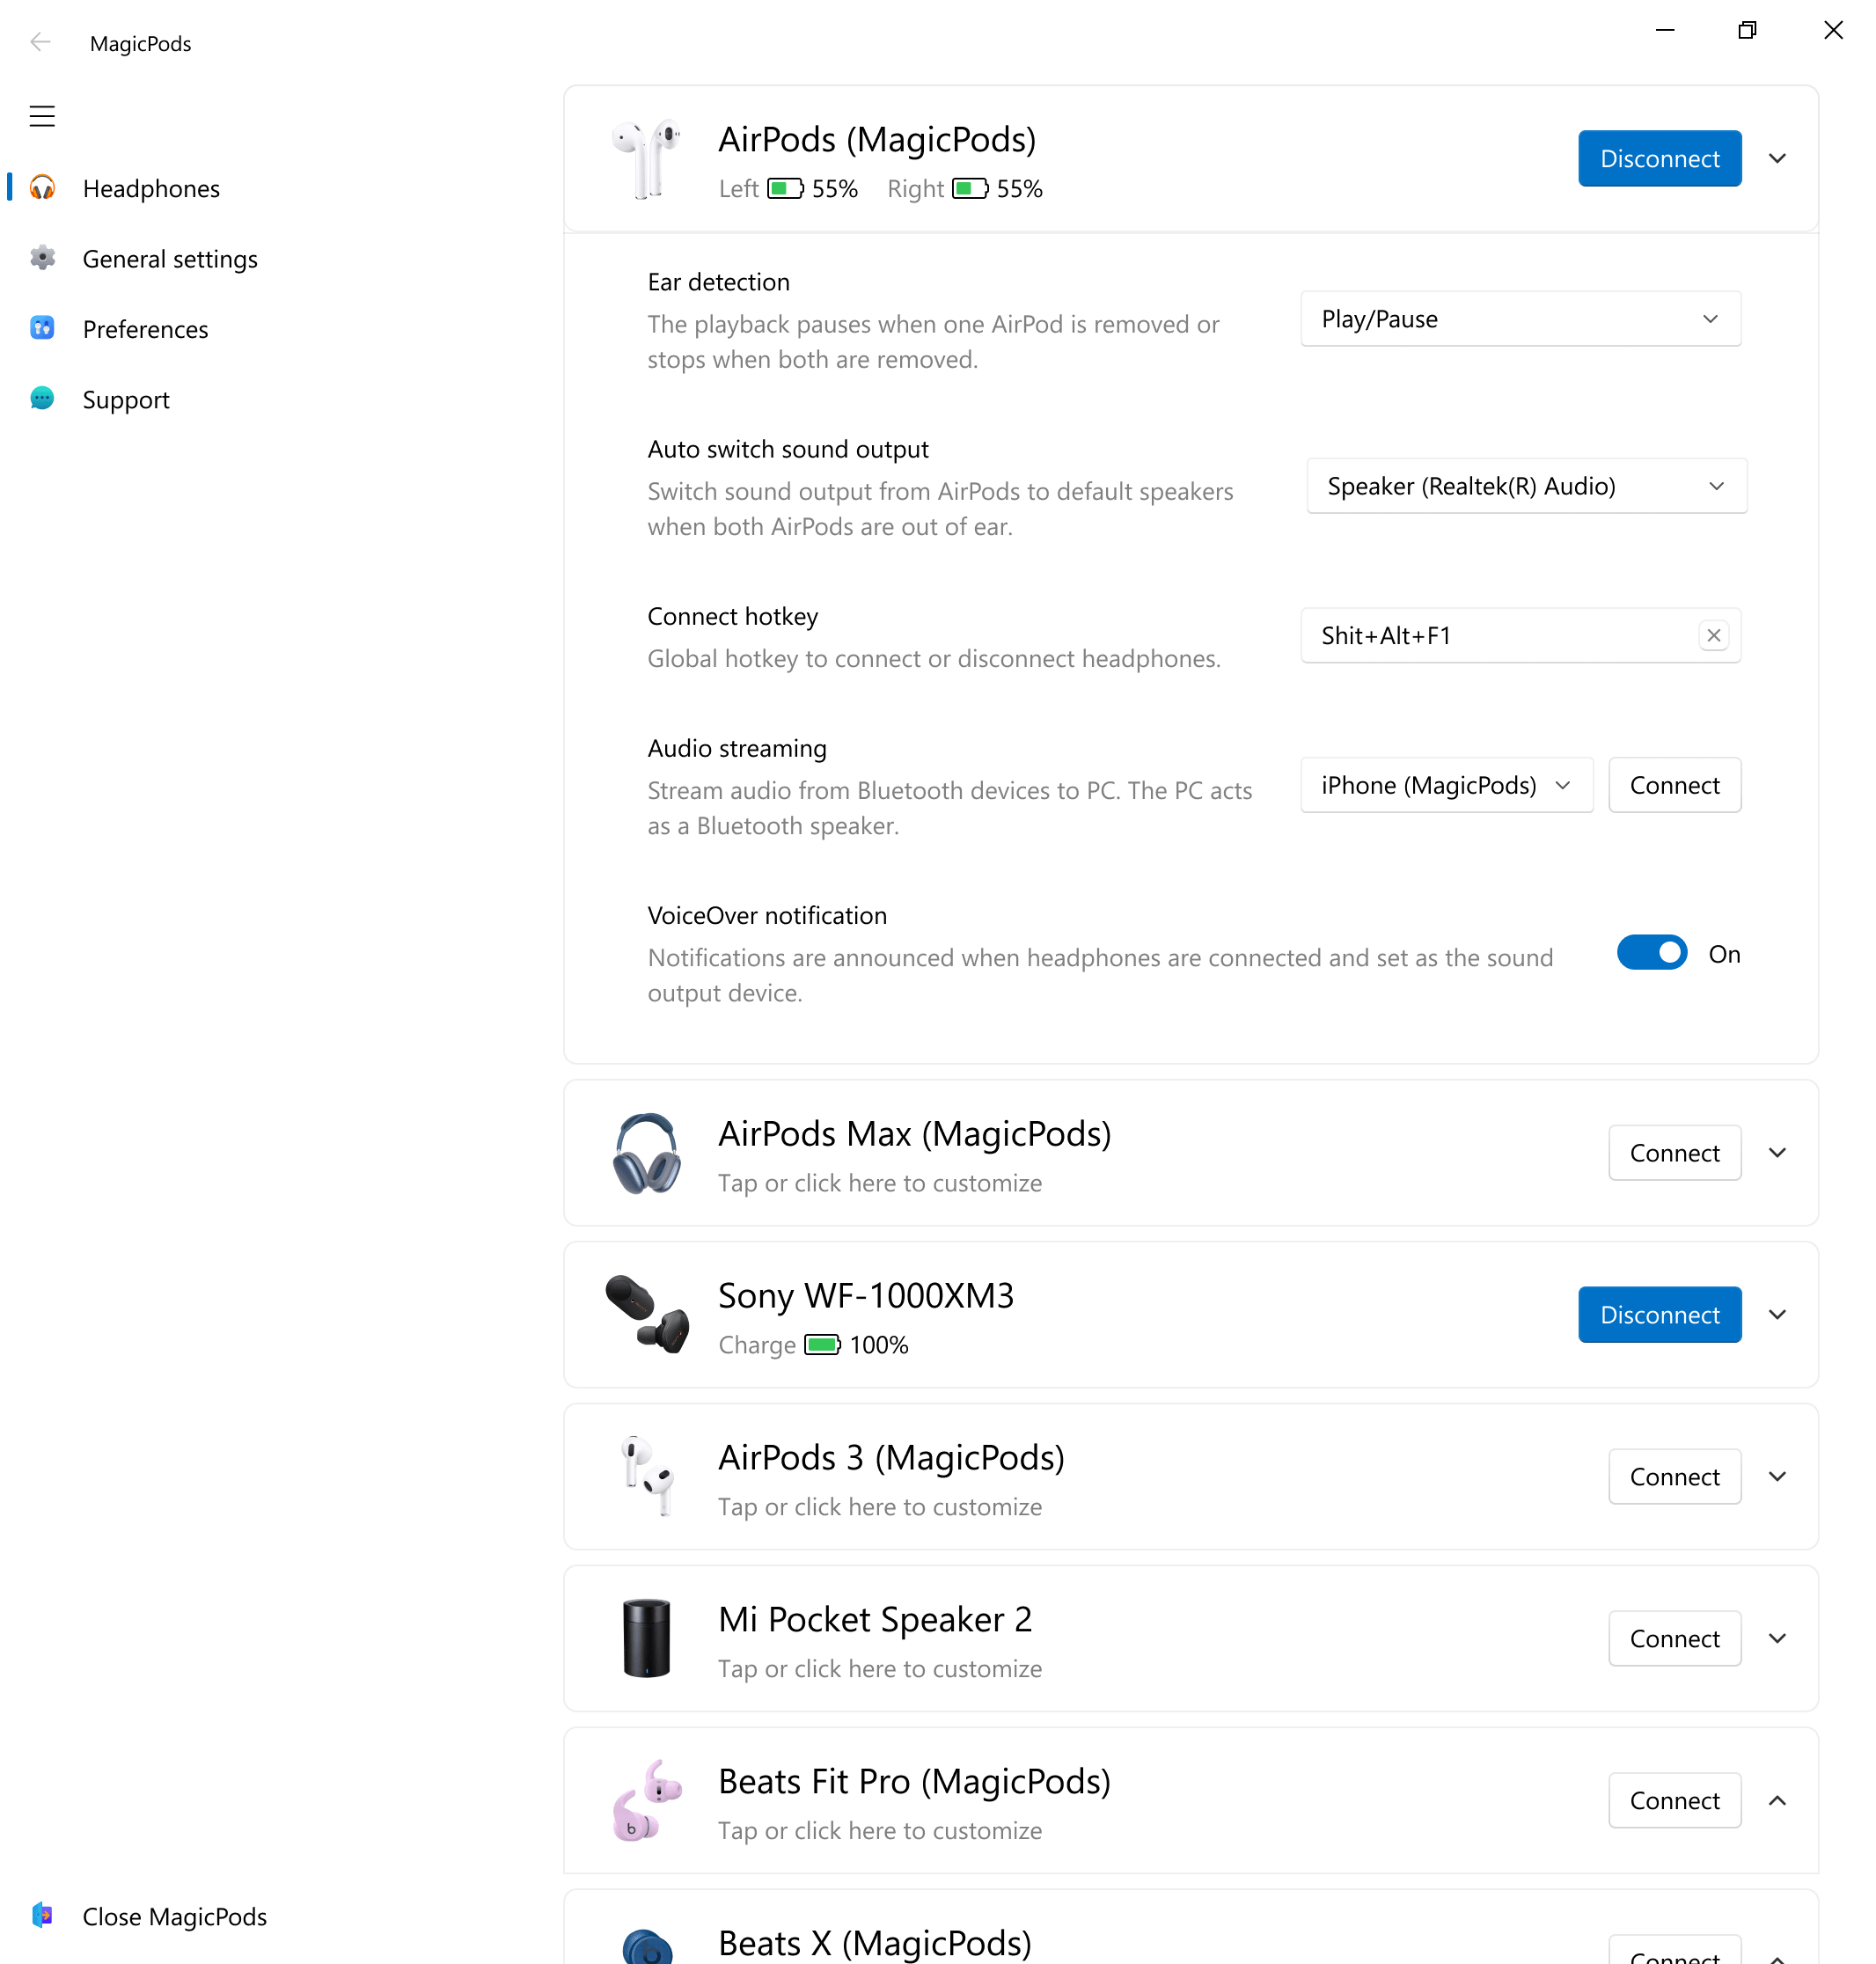 MagicPods
Headphones
General settings
Preferences
Support
Close MagicPods
AirPods (MagicPods)
Left 55% Right 55%
Disconnect
Ear detection
The playback pauses when one AirPod is removed or
stops when both are removed.
Play/Pause
Auto switch sound output
Switch sound output from AirPods to default speakers
when both AirPods are out of ear.
Speaker (Realtek(R) Audio)
Connect hotkey
Global hotkey to connect or disconnect headphones.
Shit+Alt+F1
Audio streaming
Stream audio from Bluetooth devices to PC. The PC acts
as a Bluetooth speaker.
iPhone (MagicPods)
Connect
VoiceOver notification
Notifications are announced when headphones are connected and set as the sound
output device.
On
AirPods Max (MagicPods)
Tap or click here to customize
Connect
Sony WF-1000XM3
Charge 100%
Disconnect
AirPods 3 (MagicPods)
Tap or click here to customize
Connect
Mi Pocket Speaker 2
Tap or click here to customize
Connect
Beats Fit Pro (MagicPods)
Tap or click here to customize
Connect
Beats X (MagicPods)
Connect